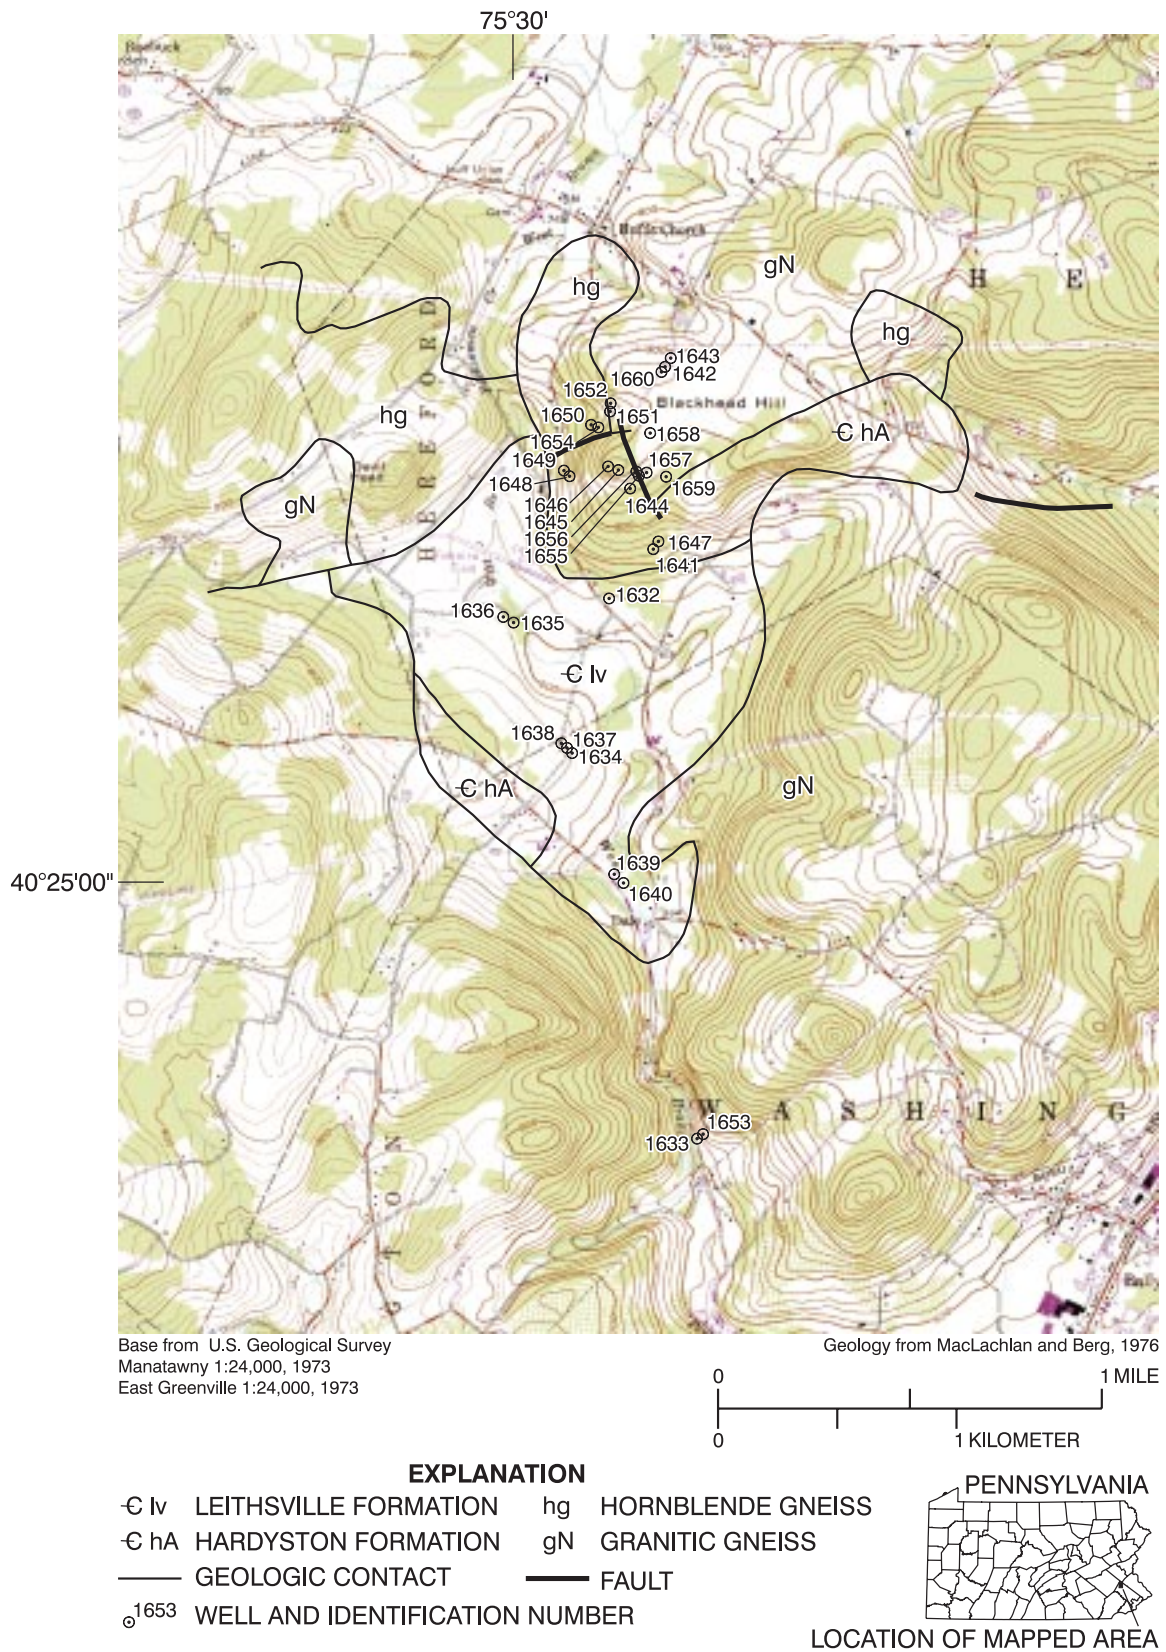 75°30'
Huffs Church
hg
gN
H E
hg
1643
1660
1642
1652
Blackhead Hill
1650
1651
hg
H E R E F O R D
1654
1658
Є hA
1649
1657
1648
1659
gN
1646
1644
1645
1656
1647
1655
1641
1632
1636
1635
Є lv
1638
1637
1634
Є hA
gN
1639
40°25'00"
1640
W A S H I N G
1653
1633
T O N
Bally
Base from U.S. Geological Survey
Geology from MacLachlan and Berg, 1976
Manatawny 1:24,000, 1973
East Greenville 1:24,000, 1973
0 1 MILE
0 1 KILOMETER
EXPLANATION
Є lv LEITHSVILLE FORMATION
hg HORNBLENDE GNEISS
Є hA HARDYSTON FORMATION
gN GRANITIC GNEISS
GEOLOGIC CONTACT
FAULT
1653 WELL AND IDENTIFICATION NUMBER
PENNSYLVANIA
LOCATION OF MAPPED AREA